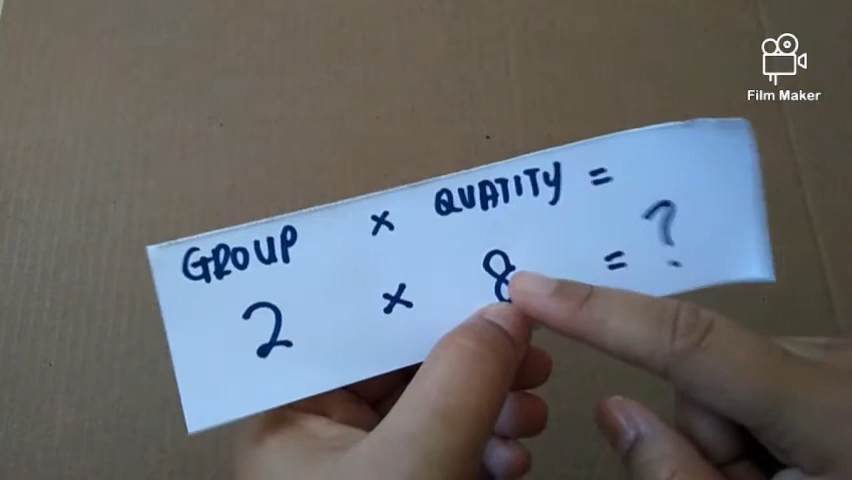 Film Maker
GROUP x QUATITY =
2 x 8 = ?